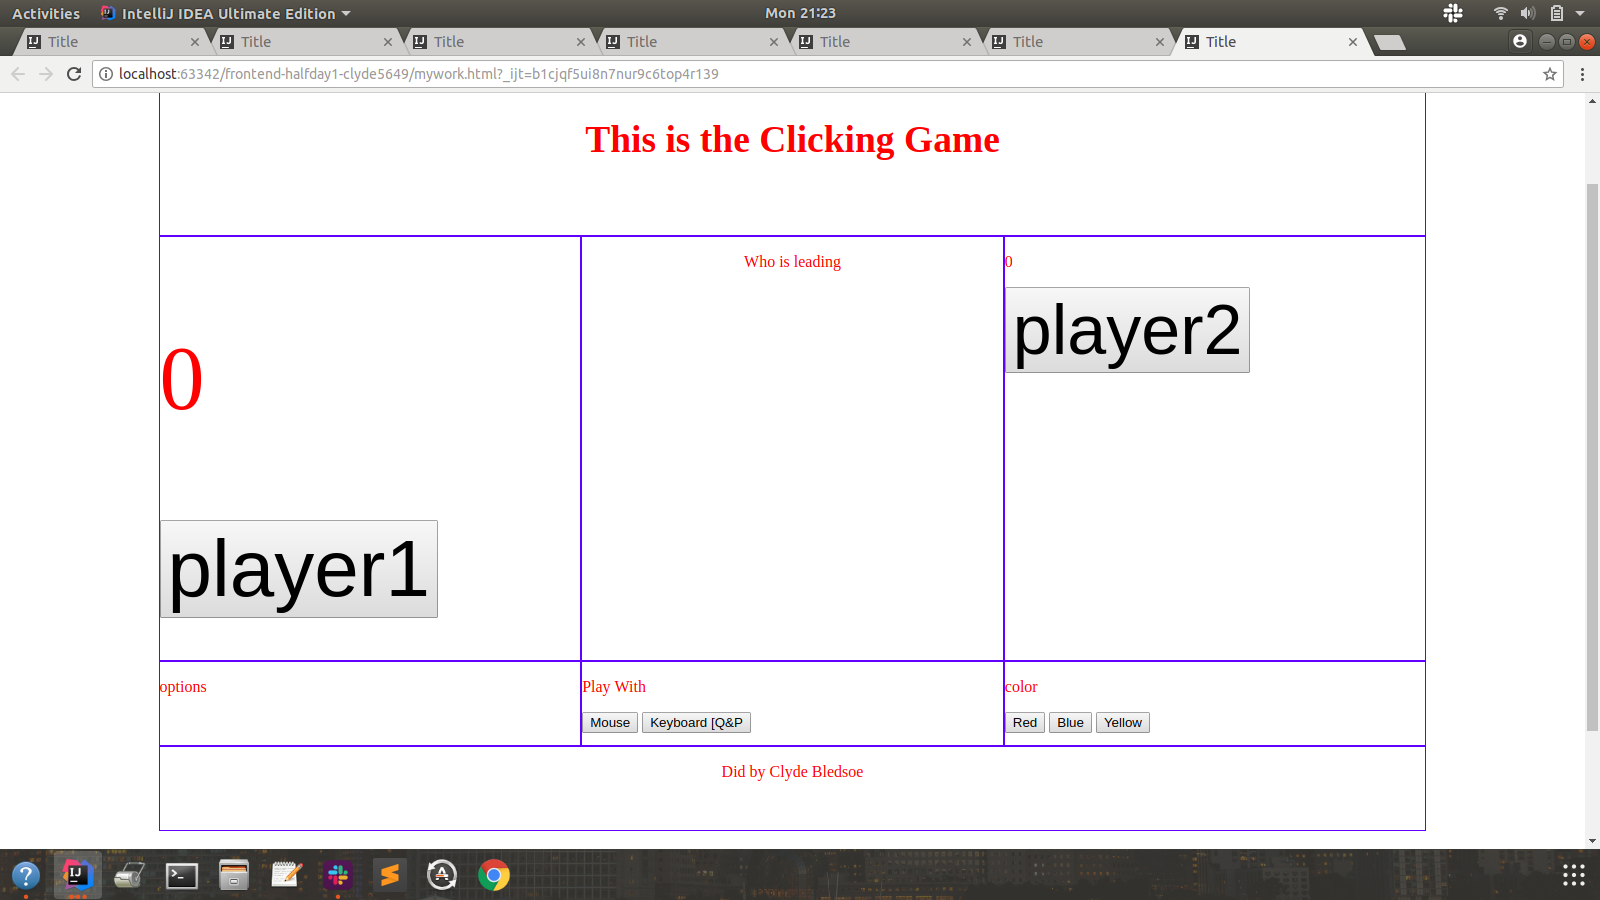 Activities IntelliJ IDEA Ultimate Edition Mon 21:23
Title Title Title Title Title Title Title
localhost:63342/frontend-halfday1-clyde5649/mywork.html?_ijt=b1cjqf5ui8n7nur9c6top4r139
This is the Clicking Game
0
player1
Who is leading
0
player2
options
Play With
Mouse Keyboard [Q&P
color
Red Blue Yellow
Did by Clyde Bledsoe